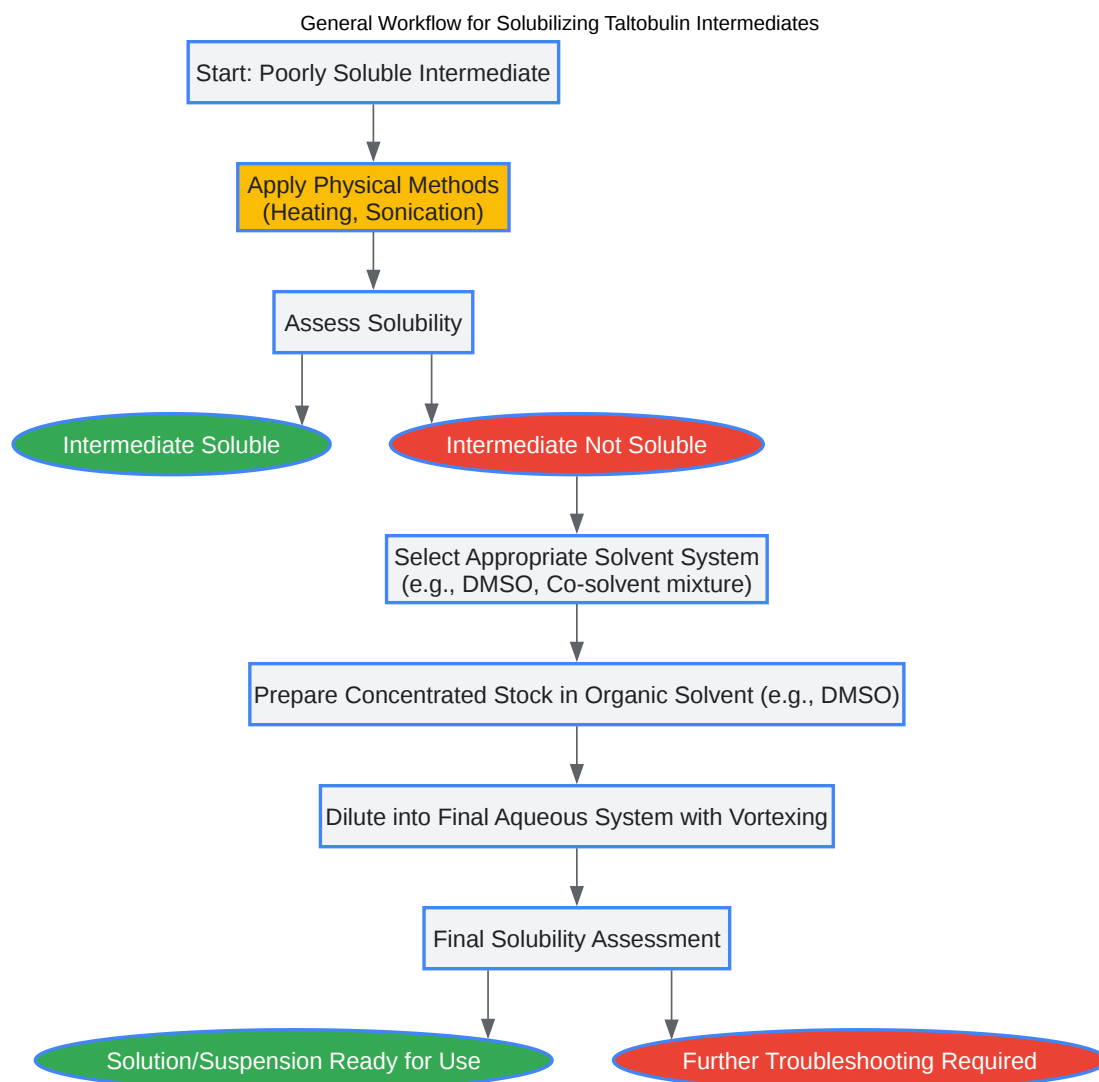 General Workflow for Solubilizing Taltobulin Intermediates
Start: Poorly Soluble Intermediate
Apply Physical Methods
(Heating, Sonication)
Assess Solubility
Intermediate Soluble
Intermediate Not Soluble
Select Appropriate Solvent System
(e.g., DMSO, Co-solvent mixture)
Prepare Concentrated Stock in Organic Solvent (e.g., DMSO)
Dilute into Final Aqueous System with Vortexing
Final Solubility Assessment
Solution/Suspension Ready for Use
Further Troubleshooting Required